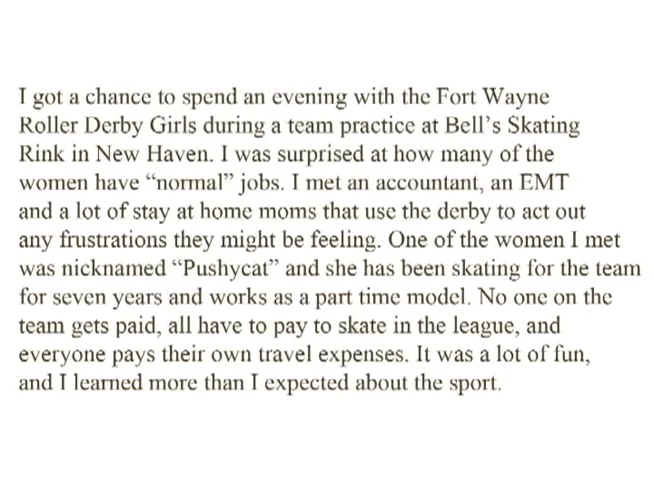 I got a chance to spend an evening with the Fort Wayne
Roller Derby Girls during a team practice at Bell’s Skating
Rink in New Haven. I was surprised at how many of the
women have “normal” jobs. I met an accountant, an EMT
and a lot of stay at home moms that use the derby to act out
any frustrations they might be feeling. One of the women I met
was nicknamed “Pushycat” and she has been skating for the team
for seven years and works as a part time model. No one on the
team gets paid, all have to pay to skate in the league, and
everyone pays their own travel expenses. It was a lot of fun,
and I learned more than I expected about the sport.